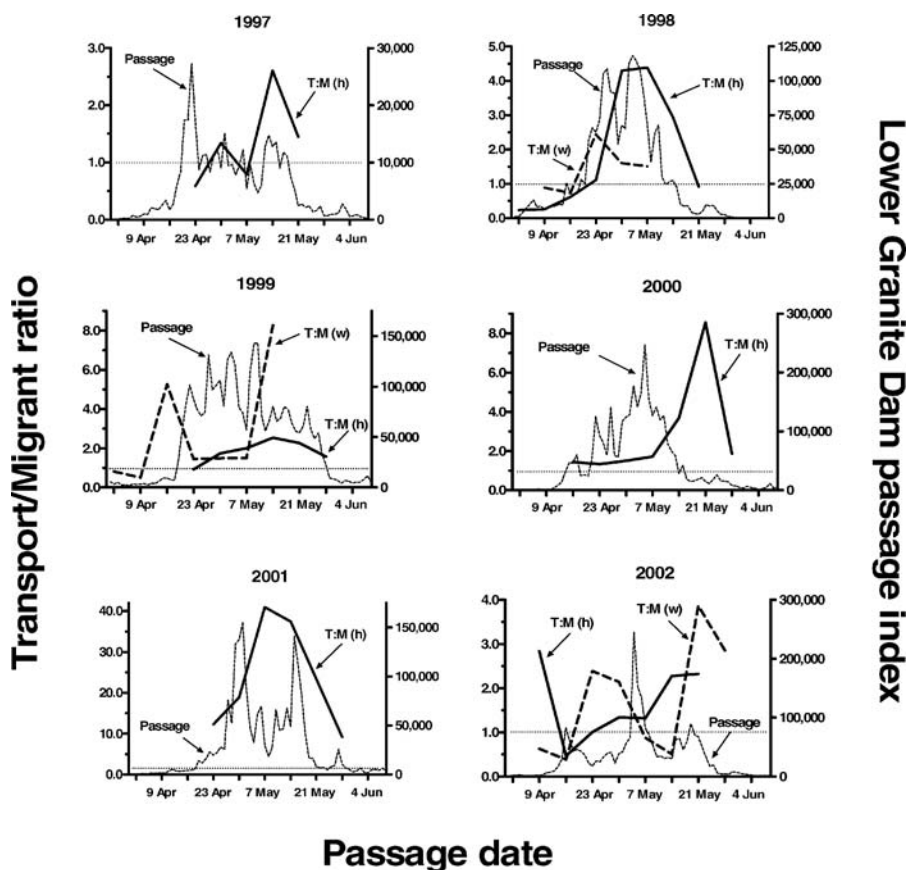 Transport/Migrant ratio
Lower Granite Dam passage index
1997
3.0
2.0
1.0
0.0
30,000
20,000
10,000
0
Passage
T:M (h)
9 Apr 23 Apr 7 May 21 May 4 Jun
1998
5.0
4.0
3.0
2.0
1.0
0.0
125,000
100,000
75,000
50,000
25,000
0
Passage
T:M (h)
T:M (w)
9 Apr 23 Apr 7 May 21 May 4 Jun
1999
8.0
6.0
4.0
2.0
0.0
150,000
100,000
50,000
0
Passage
T:M (w)
T:M (h)
9 Apr 23 Apr 7 May 21 May 4 Jun
2000
8.0
6.0
4.0
2.0
0.0
300,000
200,000
100,000
0
Passage
T:M (h)
9 Apr 23 Apr 7 May 21 May 4 Jun
2001
40.0
30.0
20.0
10.0
0.0
150,000
100,000
50,000
0
T:M (h)
Passage
9 Apr 23 Apr 7 May 21 May 4 Jun
2002
4.0
3.0
2.0
1.0
0.0
300,000
200,000
100,000
0
T:M (h)
T:M (w)
Passage
9 Apr 23 Apr 7 May 21 May 4 Jun
Passage date